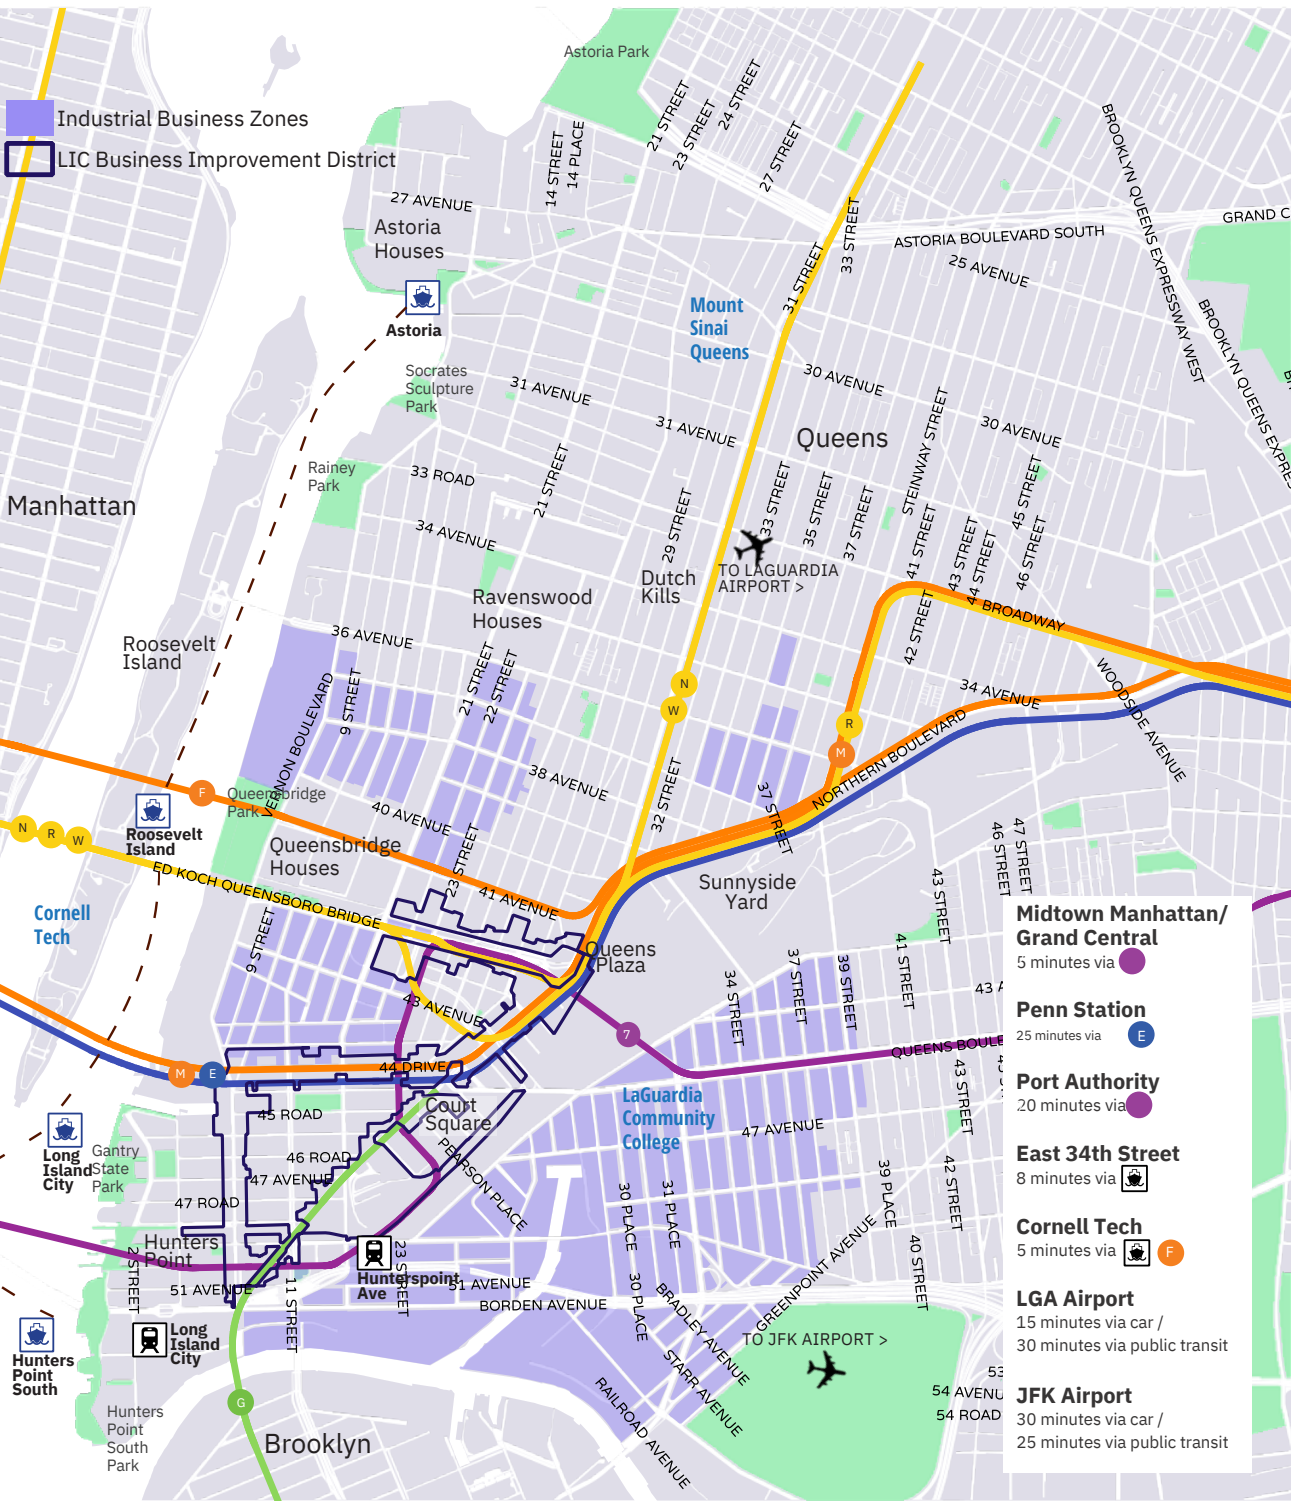 Astoria Park
Industrial Business Zones
LIC Business Improvement District
21 STREET
23 STREET
24 STREET
27 STREET
14 STREET
14 PLACE
27 AVENUE
Astoria
Houses
33 STREET
31 STREET
ASTORIA BOULEVARD SOUTH
GRAND C
25 AVENUE
BROOKLYN QUEENS EXPRESSWAY WEST
BROOKLYN QUEENS EXPRES
Astoria
Mount
Sinai
Queens
Socrates
Sculpture
Park
31 AVENUE
31 AVENUE
30 AVENUE
30 AVENUE
Queens
STEINWAY STREET
Rainey
Park
33 ROAD
21 STREET
Manhattan
34 AVENUE
29 STREET
33 STREET
35 STREET
37 STREET
41 STREET
43 STREET
44 STREET
45 STREET
46 STREET
TO LAGUARDIA
AIRPORT >
Dutch
Kills
Ravenswood
Houses
BROADWAY
42 STREET
Roosevelt
Island
36 AVENUE
21 STREET
22 STREET
9 STREET
VERNON BOULEVARD
N
W
R
M
34 AVENUE
WOODSIDE AVENUE
NORTHERN BOULEVARD
38 AVENUE
32 STREET
37 STREET
F
Queensbridge
Park
40 AVENUE
Roosevelt
Island
N
R
W
Queensbridge
Houses
23 STREET
ED KOCH QUEENSBORO BRIDGE
41 AVENUE
Sunnyside
Yard
46 STREET
47 STREET
43 STREET
Cornell
Tech
9 STREET
Queens
Plaza
43 AVENUE
34 STREET
37 STREET
39 STREET
41 STREET
43 A
7
QUEENS BOULE
M
E
44 DRIVE
43 STREET
45 ROAD
Court
Square
LaGuardia
Community
College
47 AVENUE
Long
Island
City
Gantry
State
Park
46 ROAD
47 AVENUE
47 ROAD
PEARSON PLACE
30 PLACE
31 PLACE
39 PLACE
42 STREET
Hunters
Point
2 STREET
23 STREET
Hunterspoint
Ave
51 AVENUE
51 AVENUE
11 STREET
BORDEN AVENUE
30 PLACE
BRADLEY AVENUE
GREENPOINT AVENUE
40 STREET
TO JFK AIRPORT >
STARR AVENUE
RAILROAD AVENUE
Long
Island
City
Hunters
Point
South
G
Hunters
Point
South
Park
Brooklyn
53
54 AVENU
54 ROAD
Midtown Manhattan/
Grand Central
5 minutes via
Penn Station
25 minutes via E
Port Authority
20 minutes via
East 34th Street
8 minutes via
Cornell Tech
5 minutes via F
LGA Airport
15 minutes via car /
30 minutes via public transit
JFK Airport
30 minutes via car /
25 minutes via public transit